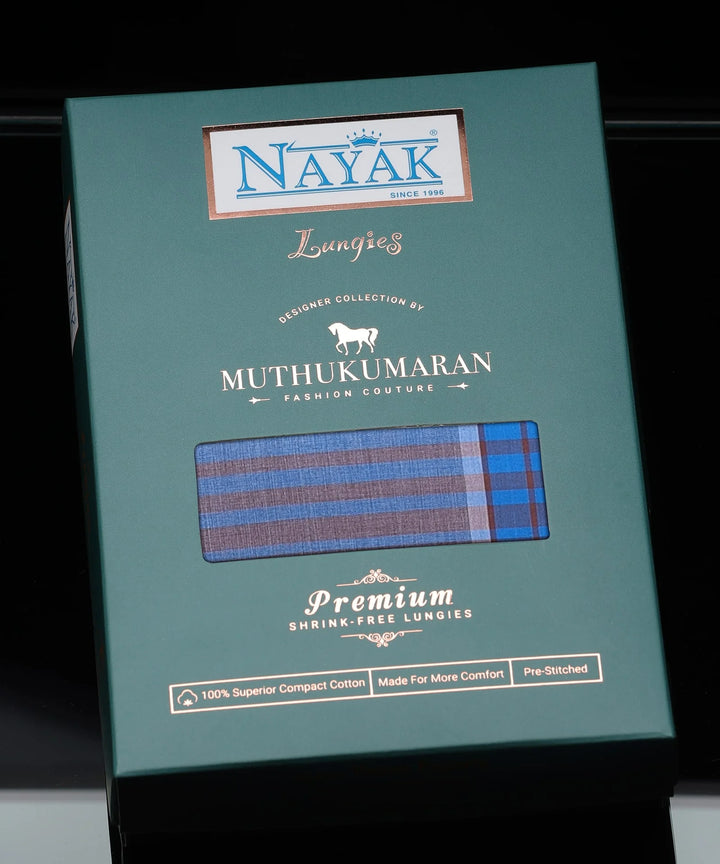 NAYAK®
SINCE 1996
Lungies
DESIGNER COLLECTION BY
MUTHUKUMARAN
FASHION COUTURE
Premium
SHRINK-FREE LUNGIES
100% Superior Compact Cotton
Made For More Comfort
Pre-Stitched